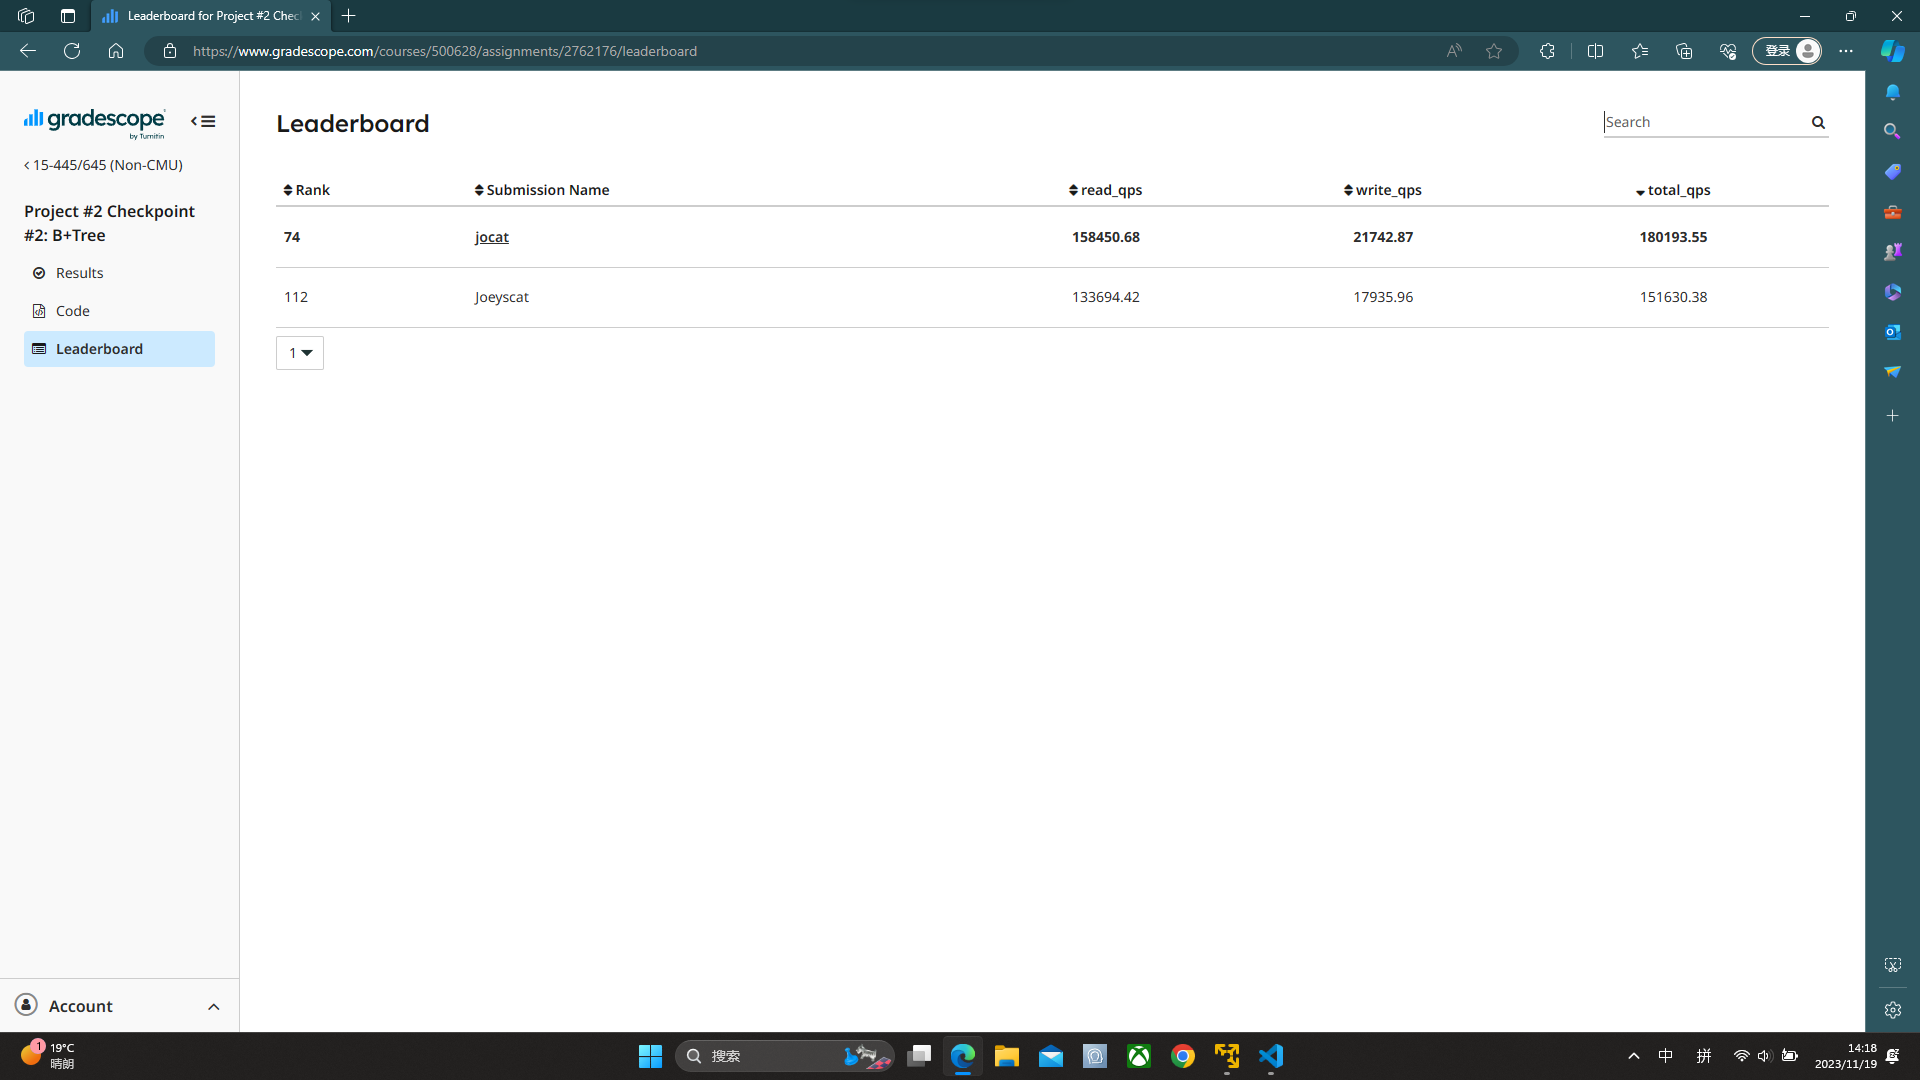 Leaderboard for Project #2 Chec
https://www.gradescope.com/courses/500628/assignments/2762176/leaderboard
登录
gradescope
by Turnitin
15-445/645 (Non-CMU)
Project #2 Checkpoint
#2: B+Tree
Results
Code
Leaderboard
Leaderboard
Search
Rank Submission Name read_qps write_qps total_qps
74 jocat 158450.68 21742.87 180193.55
112 Joeyscat 133694.42 17935.96 151630.38
1
Account
1
19°C
晴朗
搜索
中
拼
14:18
2023/11/19